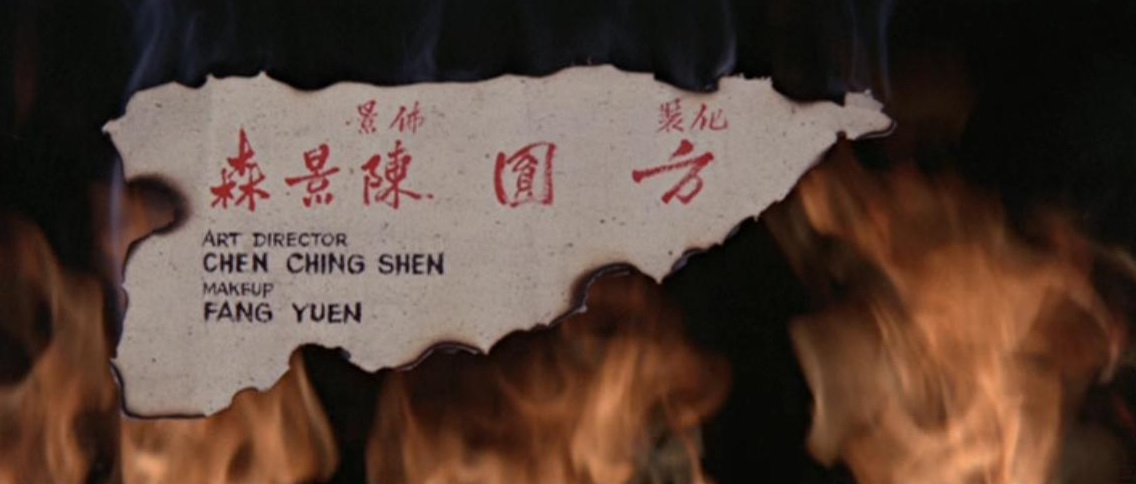 化裝 佈景
方圓 陳景森
ART DIRECTOR
CHEN CHING SHEN
MAKEUP
FANG YUEN